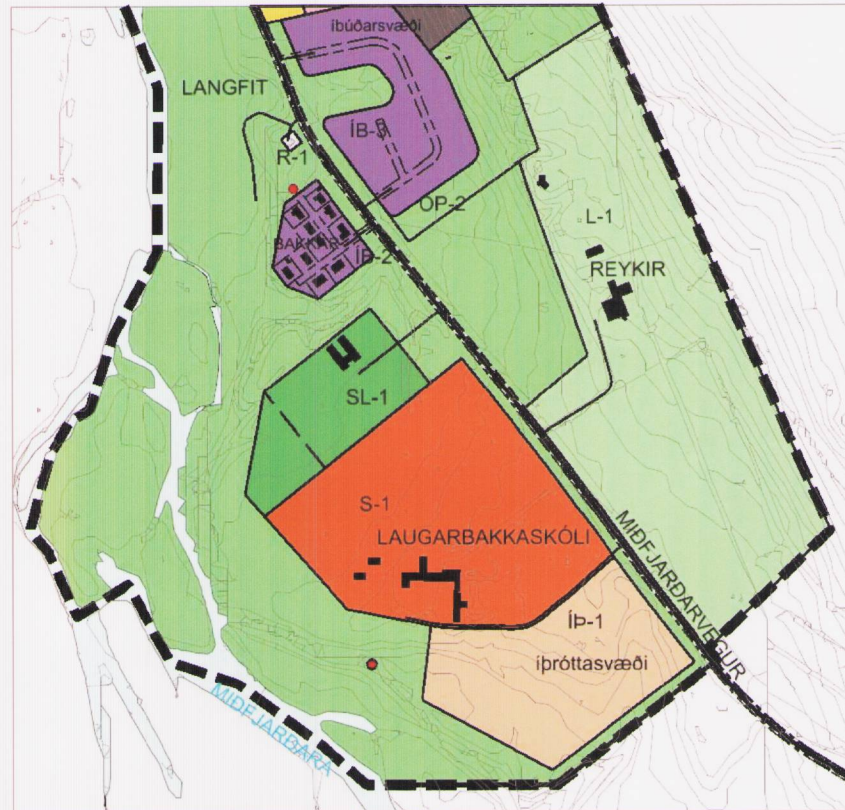 íbúðarsvæði
LANGFIT
ÍB-3
R-1
OP-2
L-1
BAKKAR
ÍB-2
REYKIR
SL-1
S-1
LAUGARBAKKASKÓLI
MIÐFJARÐARVEGUR
ÍÞ-1
íþróttasvæði
MIÐFJARÐARÁ